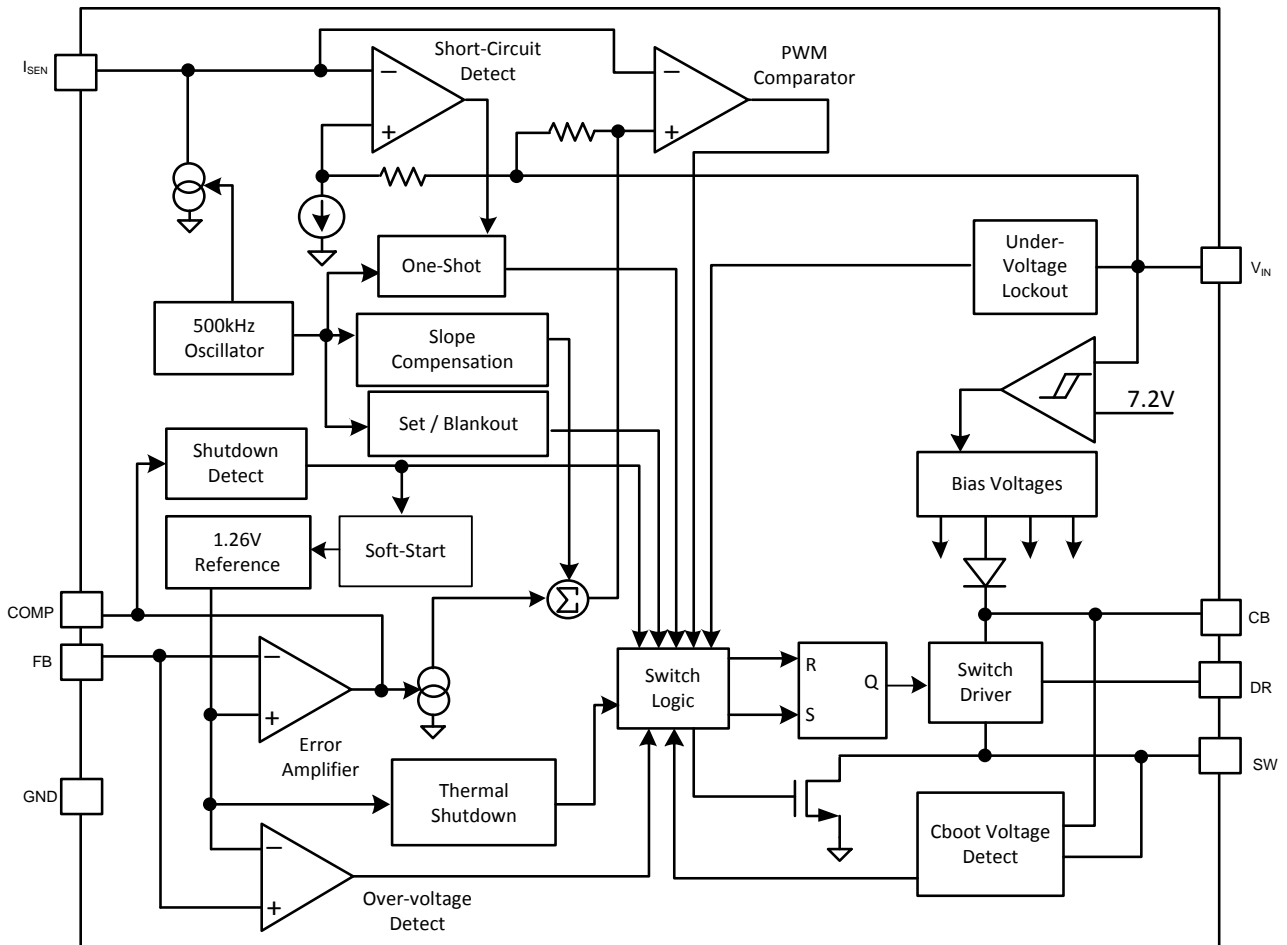 I_SEN
Short-Circuit
Detect
PWM
Comparator
−
+
−
+
Under-
Voltage
Lockout
V_IN
One-Shot
500kHz
Oscillator
Slope
Compensation
7.2V
Set / Blankout
Shutdown
Detect
Bias Voltages
1.26V
Reference
Soft-Start
Σ
COMP
CB
FB
−
+
Error
Amplifier
Switch
Logic
R
S
Q
Switch
Driver
DR
SW
GND
Thermal
Shutdown
Cboot Voltage
Detect
−
+
Over-voltage
Detect